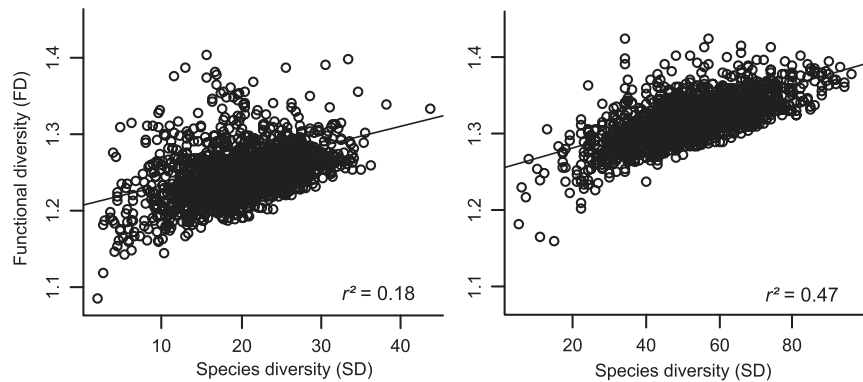 Functional diversity (FD)
1.4
1.3
1.2
1.1
r² = 0.18
10 20 30 40
Species diversity (SD)
1.4
1.3
1.2
1.1
r² = 0.47
20 40 60 80
Species diversity (SD)